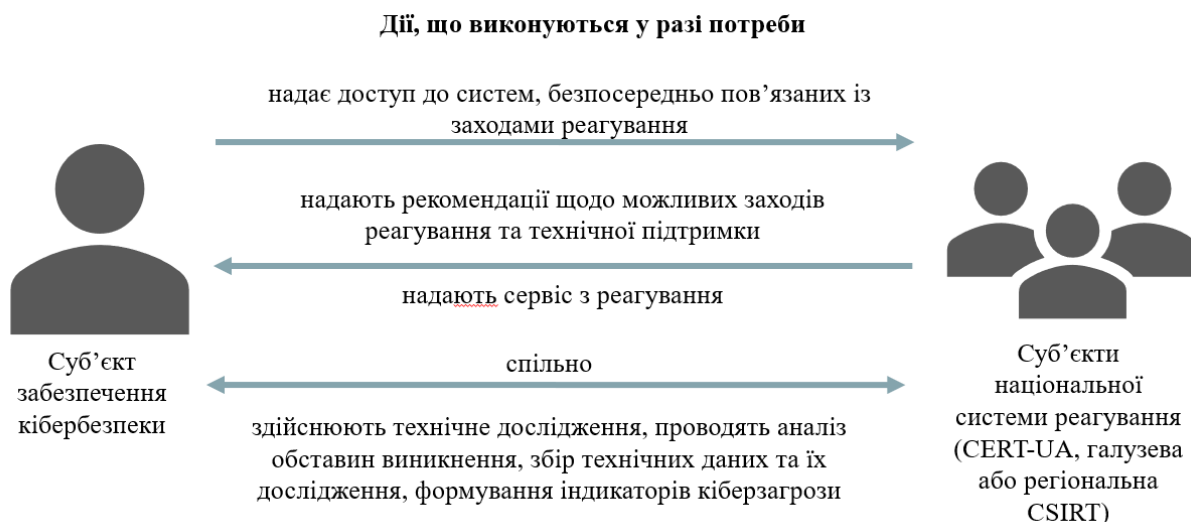 Дії, що виконуються у разі потреби
надає доступ до систем, безпосередньо пов’язаних із
заходами реагування
надають рекомендації щодо можливих заходів
реагування та технічної підтримки
надають сервіс з реагування
Суб’єкт
забезпечення
кібербезпеки
спільно
здійснюють технічне дослідження, проводять аналіз
обставин виникнення, збір технічних даних та їх
дослідження, формування індикаторів кіберзагрози
Суб’єкти
національної
системи реагування
(CERT-UA, галузева
або регіональна
CSIRT)